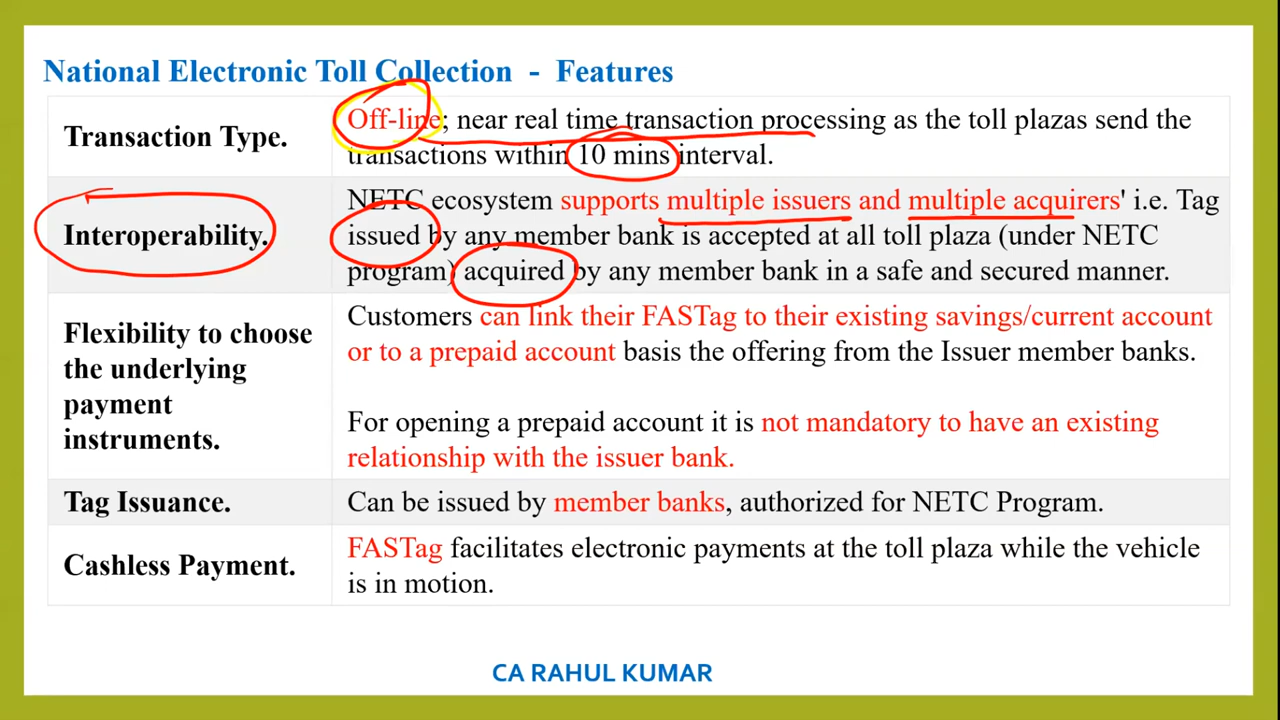 National Electronic Toll Collection - Features
Transaction Type.
Off-line; near real time transaction processing as the toll plazas send the
transactions within 10 mins interval.
Interoperability.
NETC ecosystem supports multiple issuers and multiple acquirers' i.e. Tag
issued by any member bank is accepted at all toll plaza (under NETC
program) acquired by any member bank in a safe and secured manner.
Flexibility to choose
the underlying
payment
instruments.
Customers can link their FASTag to their existing savings/current account
or to a prepaid account basis the offering from the Issuer member banks.
For opening a prepaid account it is not mandatory to have an existing
relationship with the issuer bank.
Tag Issuance.
Can be issued by member banks, authorized for NETC Program.
Cashless Payment.
FASTag facilitates electronic payments at the toll plaza while the vehicle
is in motion.
CA RAHUL KUMAR